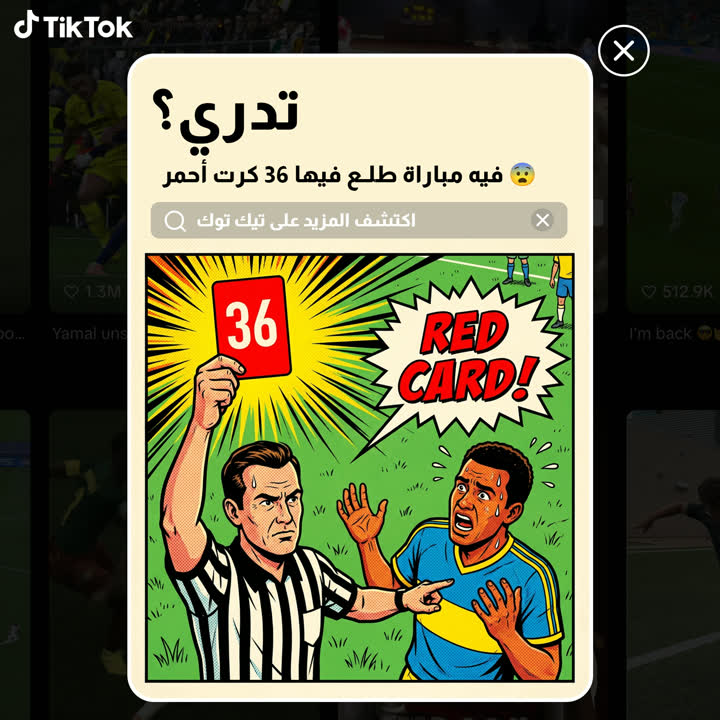 TikTok
تدري؟
فيه مباراة طلع فيها 36 كرت أحمر 😨
اكتشف المزيد على تيك توك
36
RED
CARD!
1.3M
512.9K
Yamal uns
I'm back 😎